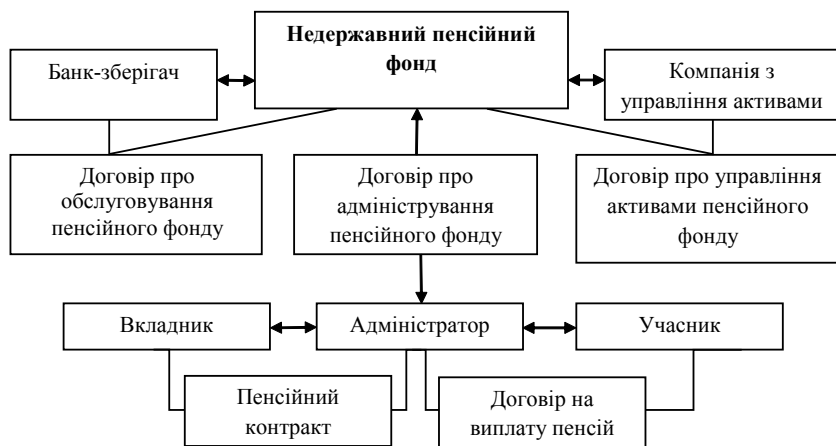 Недержавний пенсійний
фонд
Банк-зберігач
Компанія з
управління активами
Договір про
обслуговування
пенсійного фонду
Договір про
адміністрування
пенсійного фонду
Договір про управління
активами пенсійного
фонду
Вкладник
Адміністратор
Учасник
Пенсійний
контракт
Договір на
виплату пенсій